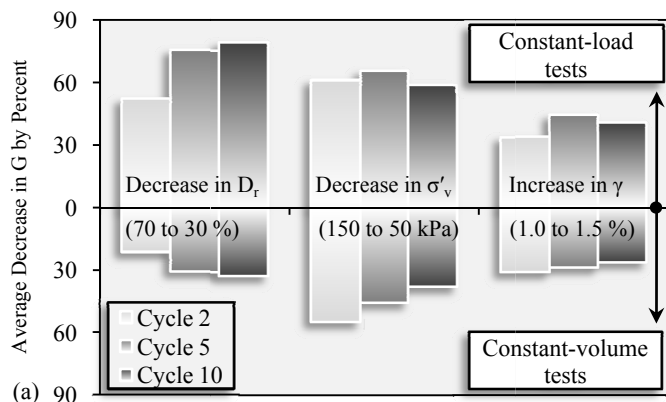 Average Decrease in G by Percent
90
60
30
0
30
60
90
Constant-load
tests
Decrease in Dr
(70 to 30 %)
Decrease in σ′v
(150 to 50 kPa)
Increase in γ
(1.0 to 1.5 %)
Cycle 2
Cycle 5
Cycle 10
Constant-volume
tests
(a)